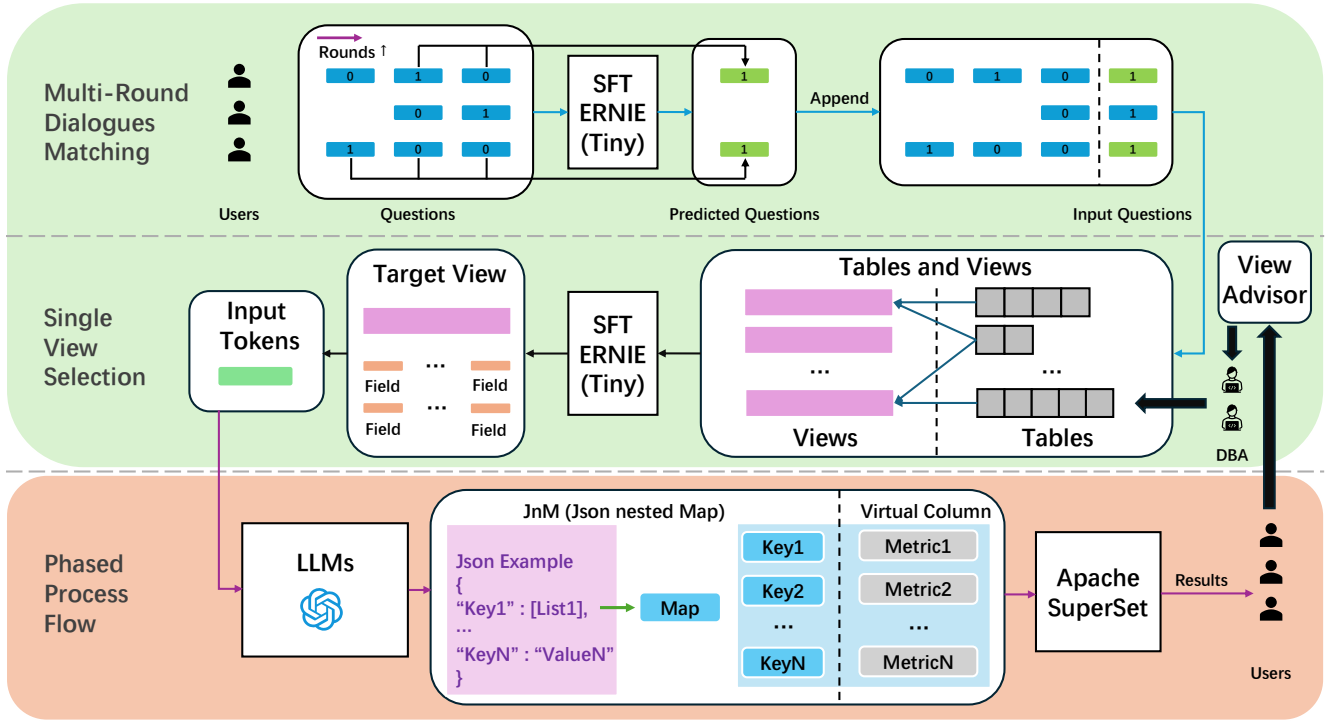 Multi-Round
Dialogues
Matching
Users
Rounds ↑
0 1 0
0 1
1 0 0
Questions
SFT
ERNIE
(Tiny)
1
1
Predicted Questions
Append
0 1 0 1
0 1
1 0 0 1
Input Questions
Single
View
Selection
Input
Tokens
Target View
... 
Field Field
...
Field Field
SFT
ERNIE
(Tiny)
Tables and Views
... ...
Views Tables
View
Advisor
DBA
Phased
Process
Flow
LLMs
JnM (Json nested Map)
Json Example
{
“Key1” : [List1],
...
“KeyN” : “ValueN”
}
Map
Key1
Key2
...
KeyN
Virtual Column
Metric1
Metric2
...
MetricN
Apache
SuperSet
Results
Users